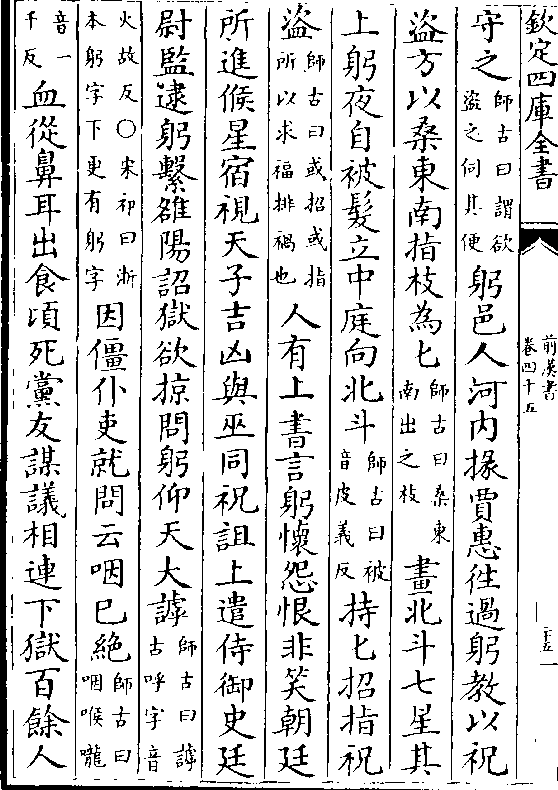 欽定四庫全書
前漢書
卷四十五
守之師古曰謂欲盜之伺其便躬邑人河内掾賈惠往過躬教以祝
盜方以桑東南指枝為匕師古曰桑東南出之枝畫北斗七星其
上躬夜自被髮立中庭向北斗師古曰被音皮義反持匕招指祝
盜師古曰或招或指所以求福排禍也人有上書言躬懷怨恨非笑朝廷
所進候星宿視天子吉凶與巫同祝詛上遣侍御史廷
尉監逮躬繫雒陽詔獄欲掠問躬仰天大謼師古曰謼古呼字音
火故反○宋祁曰浙本躬字下更有躬字因僵仆吏就問云咽已絶師古曰咽喉嚨
音一千反血從鼻耳出食頃死黨友謀議相連下獄百餘人